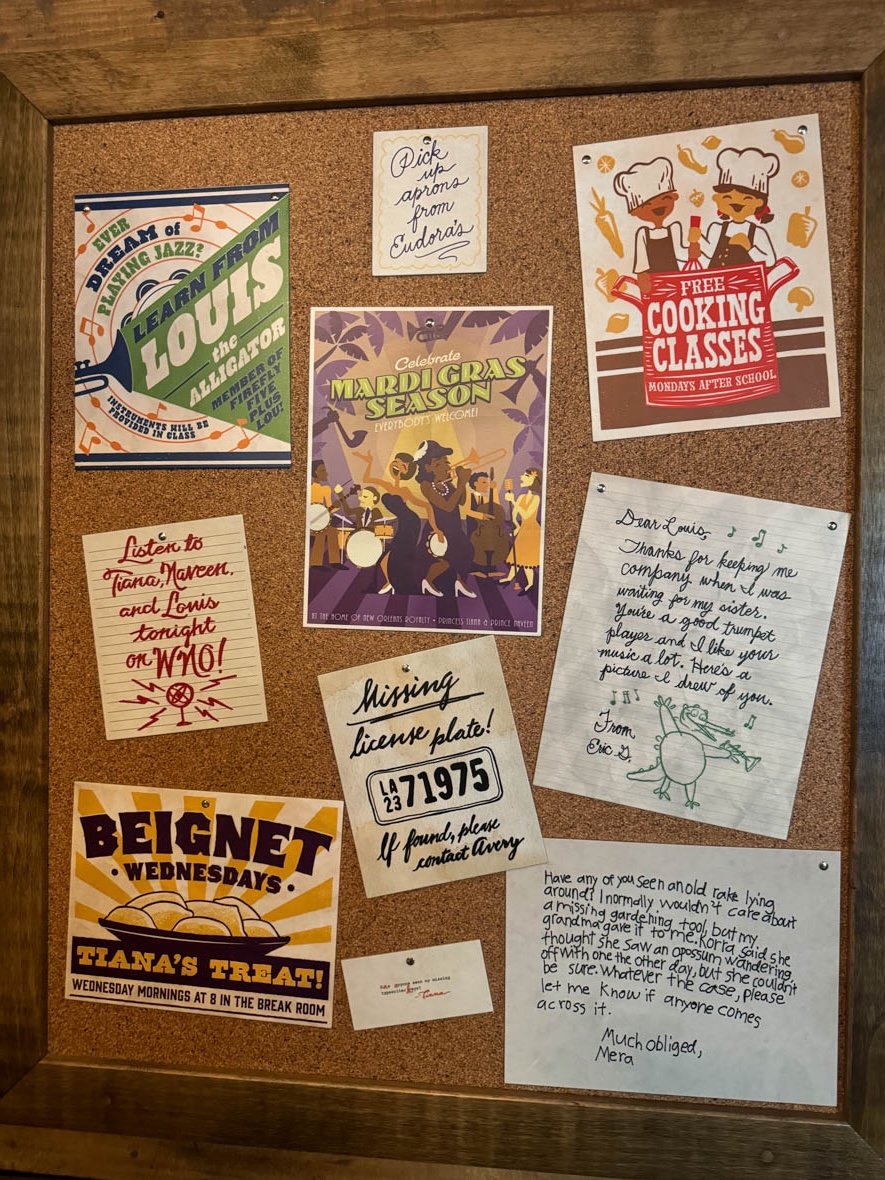 EVER
DREAM of
PLAYING JAZZ?
LEARN FROM
LOUIS
the
ALLIGATOR
MEMBER OF
FIREFLY
FIVE
PLUS
LOU!
INSTRUMENTS WILL BE
PROVIDED IN CLASS
Pick
up
aprons
from
Eudora's
FREE
COOKING
CLASSES
MONDAYS AFTER SCHOOL
Celebrate
MARDI GRAS
SEASON
EVERYBODY'S WELCOME!
AT THE HOME OF NEW ORLEANS ROYALTY • PRINCESS TIANA & PRINCE NAVEEN
Listen to
Tiana, Naveen,
and Louis
tonight
on WNO!
Dear Louis,
Thanks for keeping me
company when I was
waiting for my sister.
You're a good trumpet
player and I like your
music a lot. Here's a
picture I drew of you.
From
Eric G.
Missing
license plate!
LA
23
71975
If found, please
contact Avery
BEIGNET
• WEDNESDAYS •
TIANA'S TREAT!
WEDNESDAY MORNINGS AT 8 IN THE BREAK ROOM
anyone seen my missing
typewriter
Tiana
Have any of you seen an old rake lying
around? I normally wouldn't care about
a missing gardening tool, but my
grandma gave it to me. Korra said she
thought she saw an opossum wandering
off with one the other day, but she couldn't
be sure. Whatever the case, please
let me know if anyone comes
across it.
Much obliged,
Mera